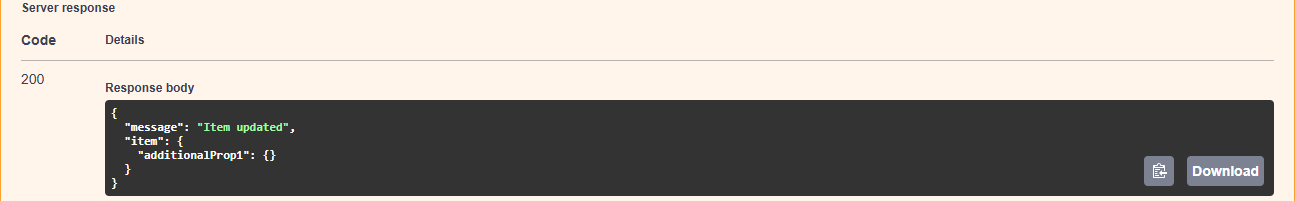 Server response
Code Details
200
Response body
{
  "message": "Item updated",
  "item": {
    "additionalProp1": {}
  }
}
Download